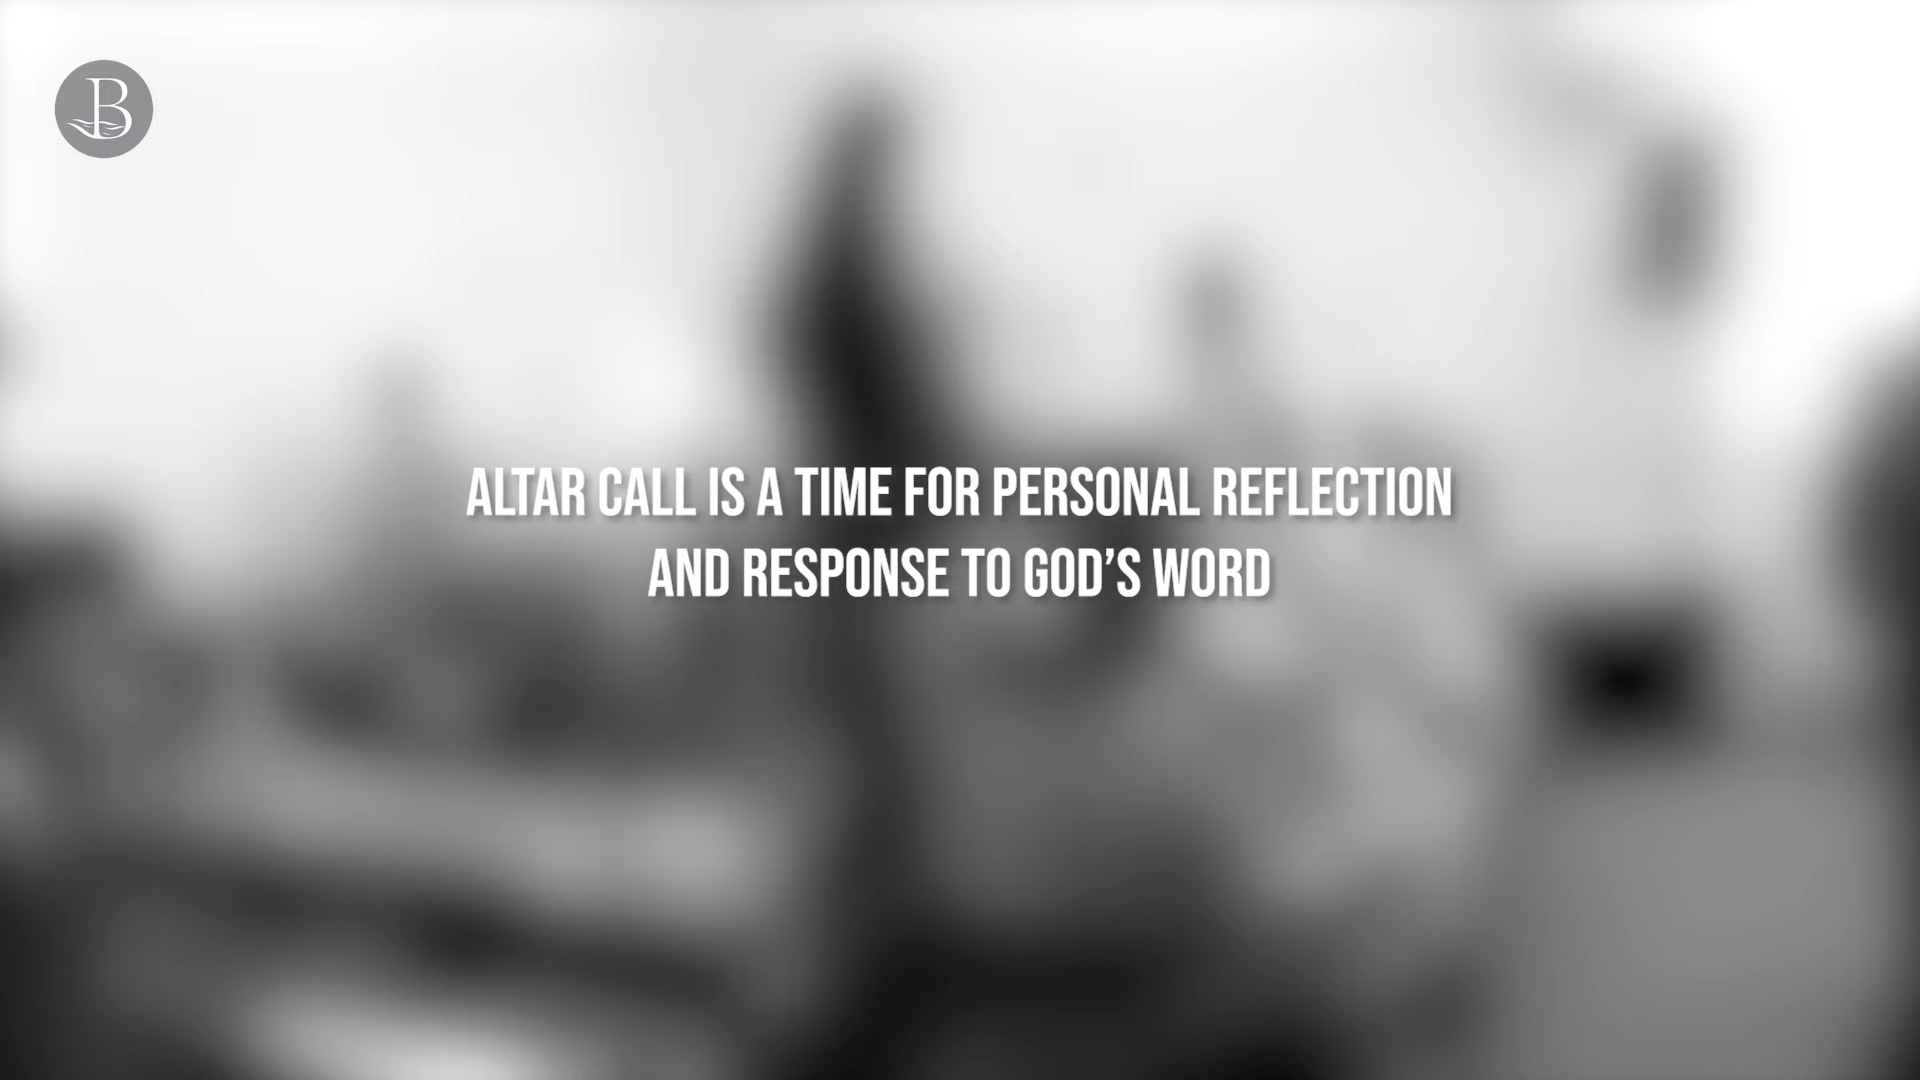 B
ALTAR CALL IS A TIME FOR PERSONAL REFLECTION
AND RESPONSE TO GOD’S WORD